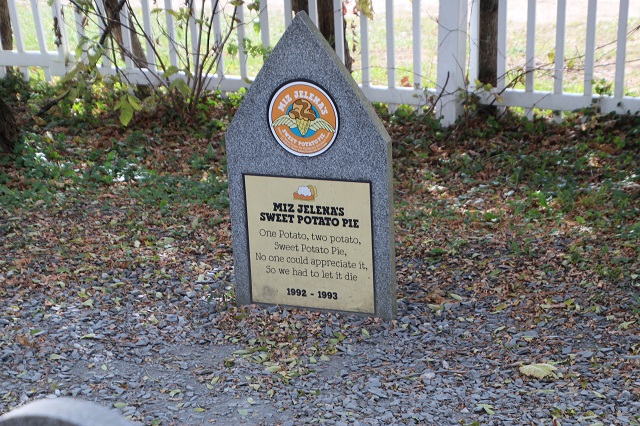 MIZ JELENA'S
SWEET POTATO PIE
MIZ JELENA'S
SWEET POTATO PIE
One Potato, two potato,
Sweet Potato Pie,
No one could appreciate it,
So we had to let it die
1992 - 1993